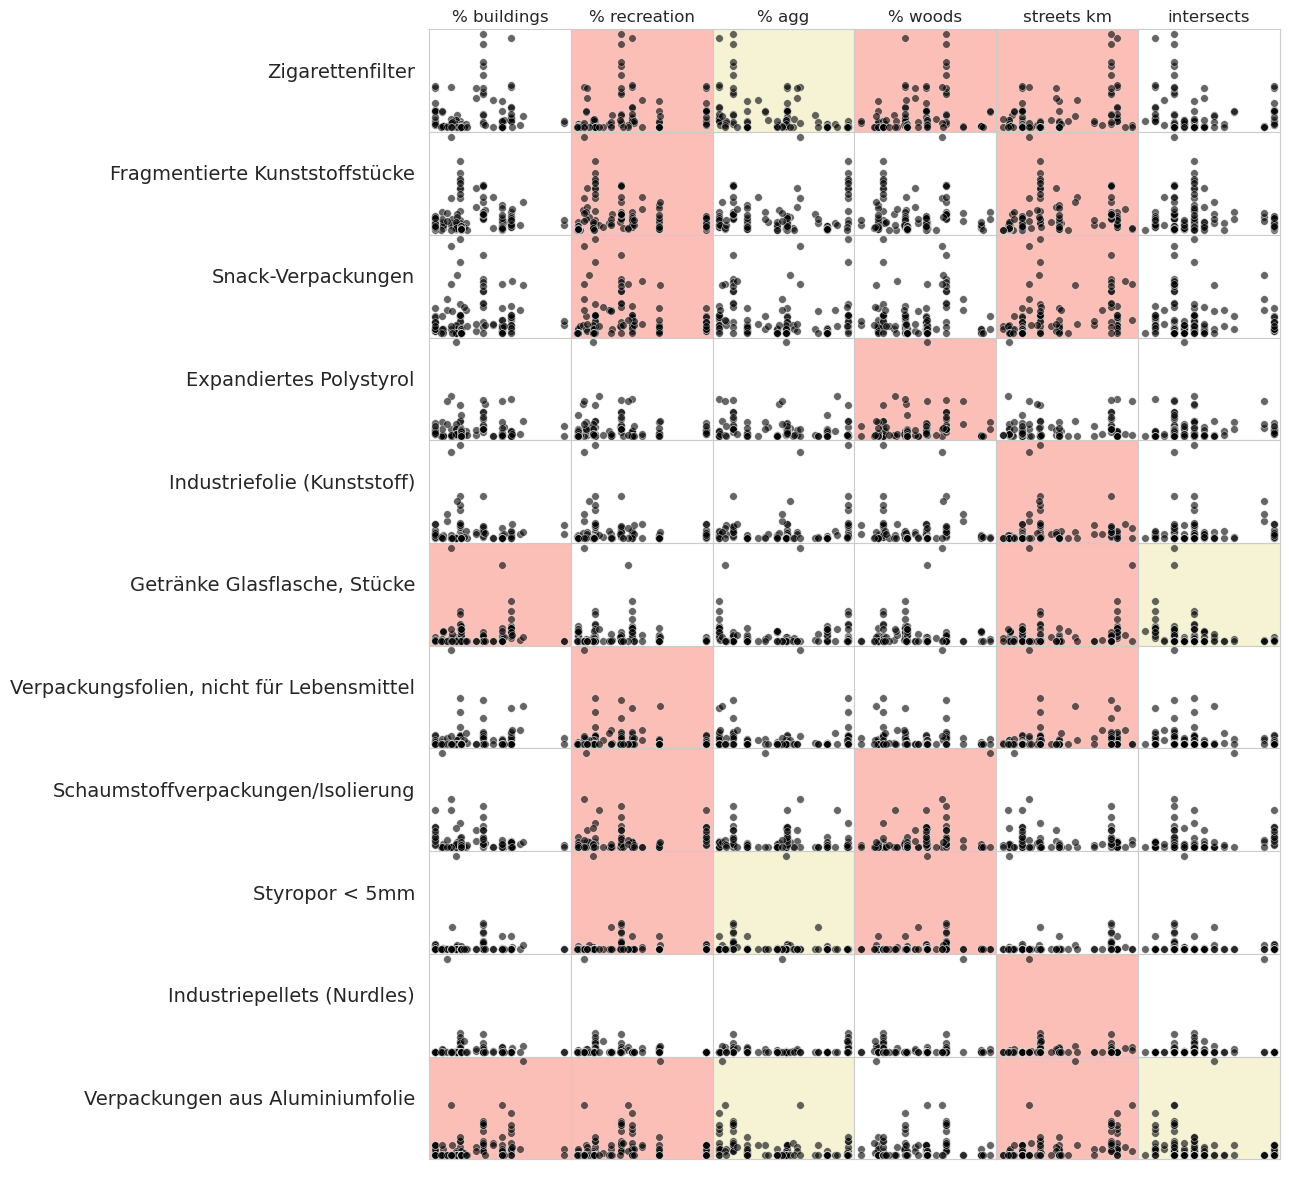 % buildings % recreation % agg % woods streets km intersects
Zigarettenfilter
Fragmentierte Kunststoffstücke
Snack-Verpackungen
Expandiertes Polystyrol
Industriefolie (Kunststoff)
Getränke Glasflasche, Stücke
Verpackungsfolien, nicht für Lebensmittel
Schaumstoffverpackungen/Isolierung
Styropor < 5mm
Industriepellets (Nurdles)
Verpackungen aus Aluminiumfolie